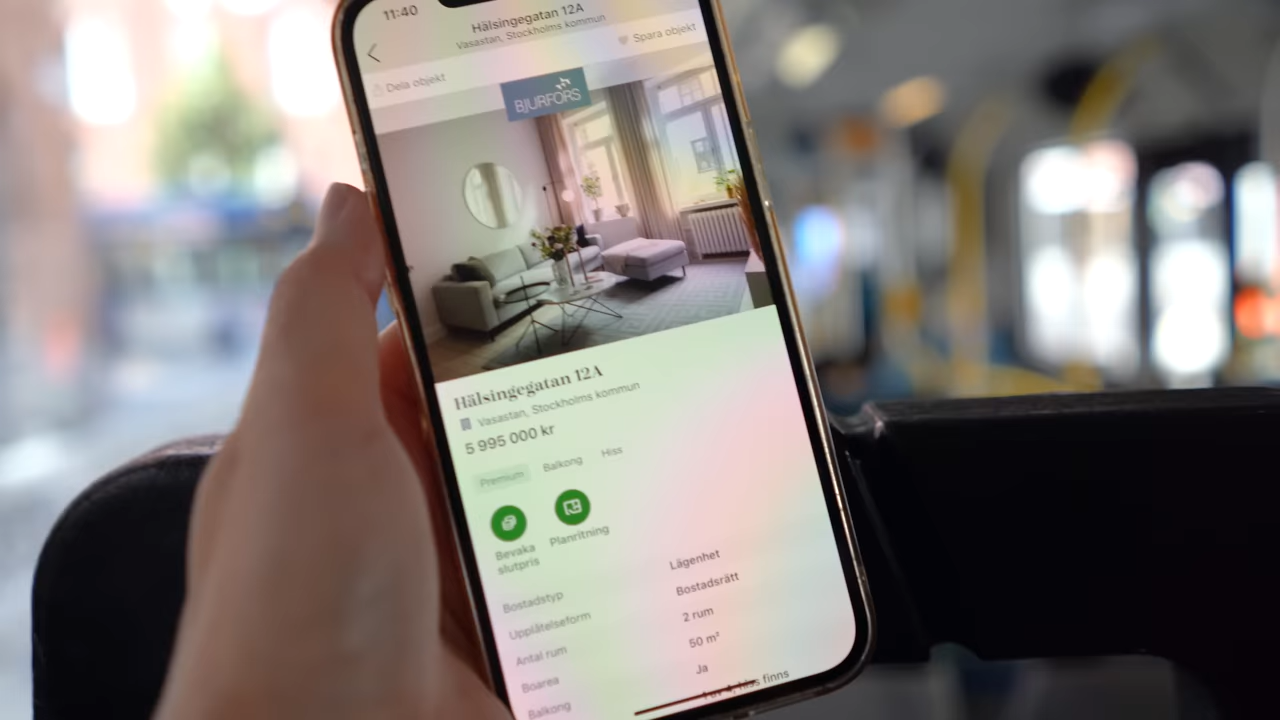 11:40
Hälsingegatan 12A
Vasastan, Stockholms kommun
Dela objekt
Spara objekt
BJURFORS
Hälsingegatan 12A
Vasastan, Stockholms kommun
5 995 000 kr
Premium Balkong Hiss
Bevaka slutpris
Planritning
Bostadstyp Lägenhet
Upplåtelseform Bostadsrätt
Antal rum 2 rum
Boarea 50 m²
Balkong Ja
hiss finns